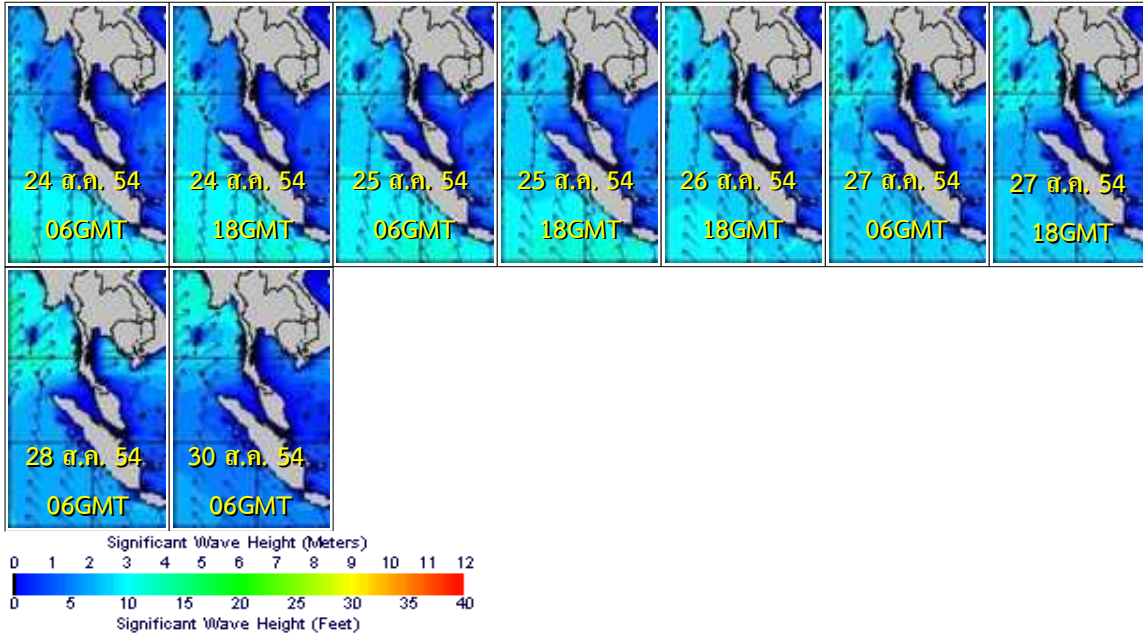 24 ส.ค. 54
06GMT
24 ส.ค. 54
18GMT
25 ส.ค. 54
06GMT
25 ส.ค. 54
18GMT
26 ส.ค. 54
18GMT
27 ส.ค. 54
06GMT
27 ส.ค. 54
18GMT
28 ส.ค. 54
06GMT
30 ส.ค. 54
06GMT
Significant Wave Height (Meters)
0 1 2 3 4 5 6 7 8 9 10 11 12
0 5 10 15 20 25 30 35 40
Significant Wave Height (Feet)